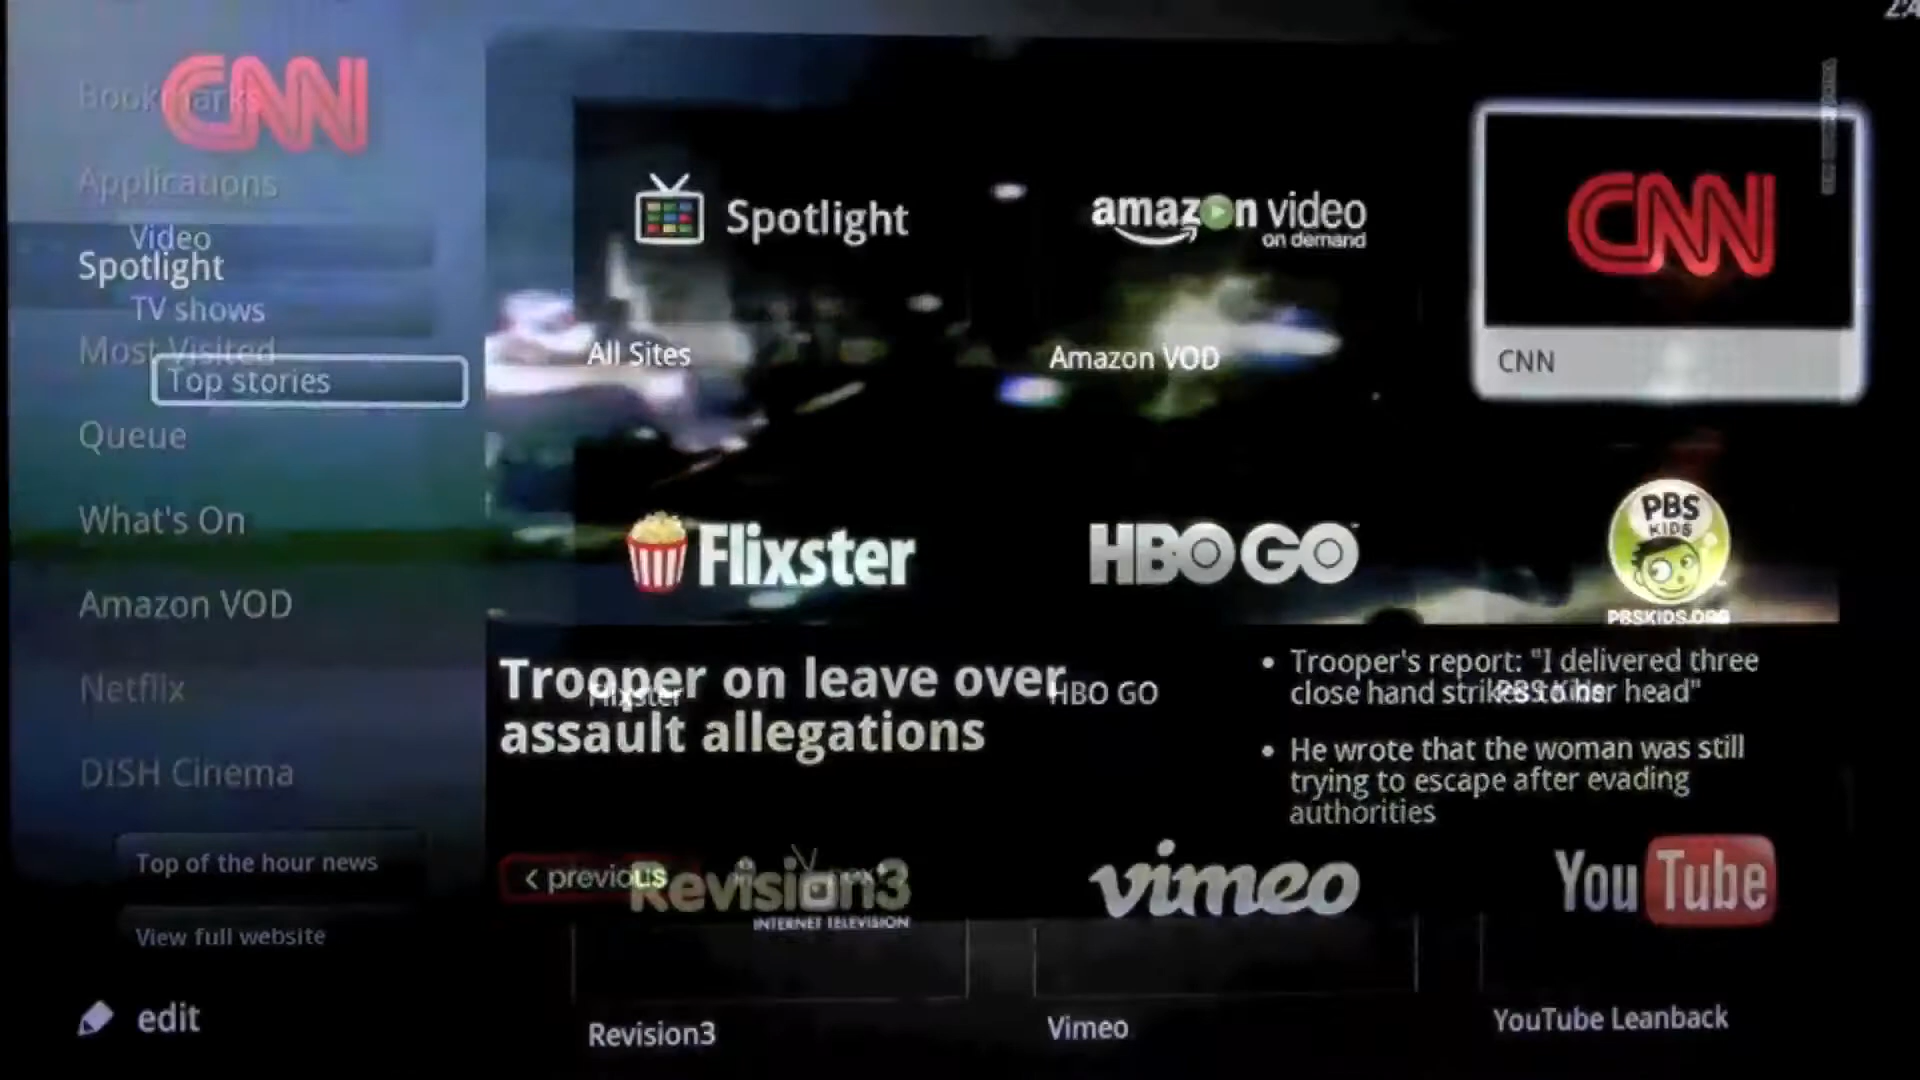 2:4
CNN
Bookmarks
Applications
Video
Spotlight
TV shows
Most Visited
Top stories
Queue
What's On
Amazon VOD
Netflix
DISH Cinema
Top of the hour news
View full website
edit
Spotlight
All Sites
amazon video
on demand
Amazon VOD
CNN
CNN
Flixster
Flixster
HBO GO
HBO GO
PBS
KIDS
PBSKIDS.ORG
PBS Kids
Trooper on leave over
assault allegations
• Trooper's report: "I delivered three
close hand strikes to her head"
• He wrote that the woman was still
trying to escape after evading
authorities
< previous
next
Revision3
INTERNET TELEVISION
Revision3
vimeo
Vimeo
YouTube
YouTube Leanback